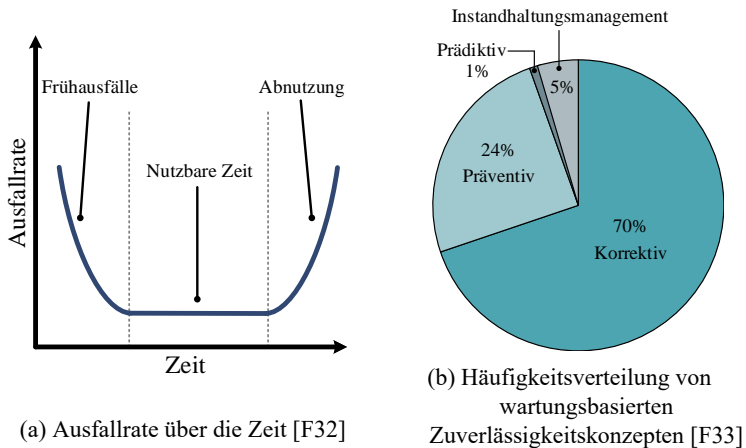 Frühausfälle
Abnutzung
Nutzbare Zeit
Ausfallrate
Zeit
(a) Ausfallrate über die Zeit [F32]
Instandhaltungsmanagement
Prädiktiv
1%
5%
24%
Präventiv
70%
Korrektiv
(b) Häufigkeitsverteilung von
wartungsbasierten
Zuverlässigkeitskonzepten [F33]